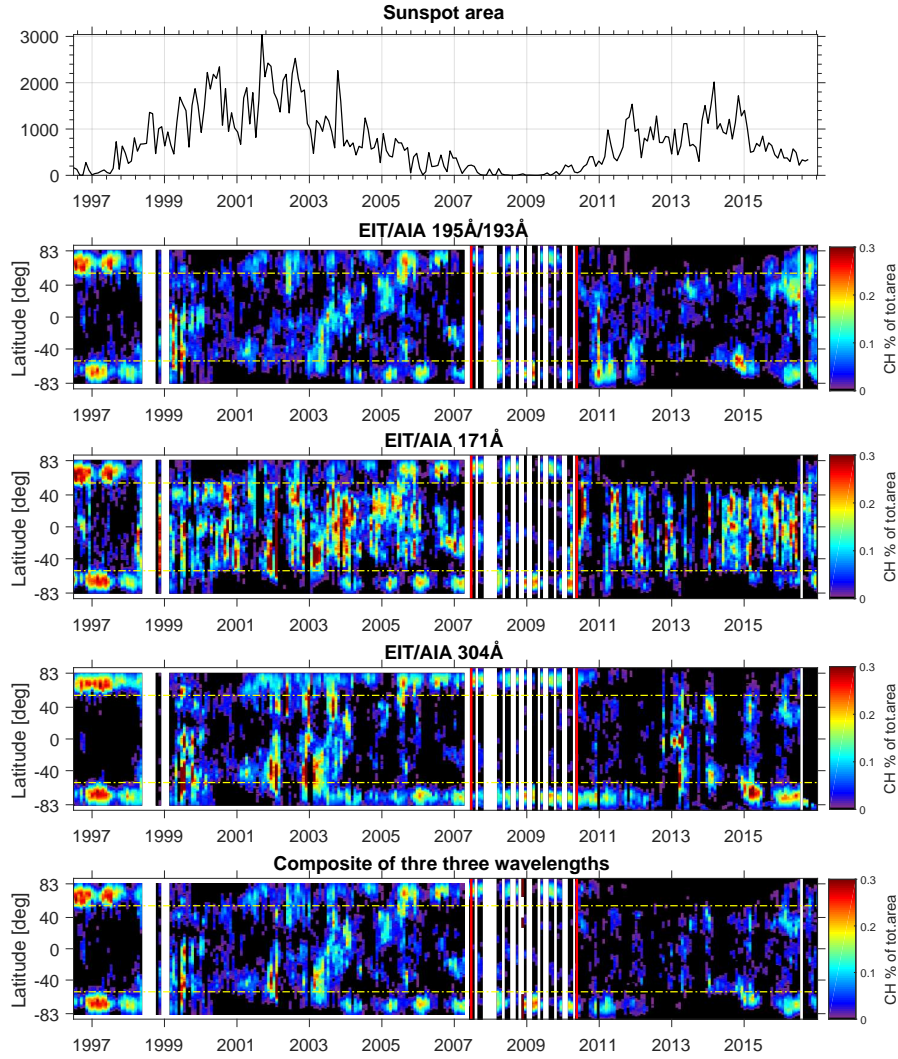 Sunspot area
3000
2000
1000
0
1997 1999 2001 2003 2005 2007 2009 2011 2013 2015
EIT/AIA 195Å/193Å
Latitude [deg]
83
40
0
-40
-83
1997 1999 2001 2003 2005 2007 2009 2011 2013 2015
0.3
0.2
0.1
0
CH % of tot.area
EIT/AIA 171Å
Latitude [deg]
83
40
0
-40
-83
1997 1999 2001 2003 2005 2007 2009 2011 2013 2015
0.3
0.2
0.1
0
CH % of tot.area
EIT/AIA 304Å
Latitude [deg]
83
40
0
-40
-83
1997 1999 2001 2003 2005 2007 2009 2011 2013 2015
0.3
0.2
0.1
0
CH % of tot.area
Composite of thre three wavelengths
Latitude [deg]
83
40
0
-40
-83
1997 1999 2001 2003 2005 2007 2009 2011 2013 2015
0.3
0.2
0.1
0
CH % of tot.area